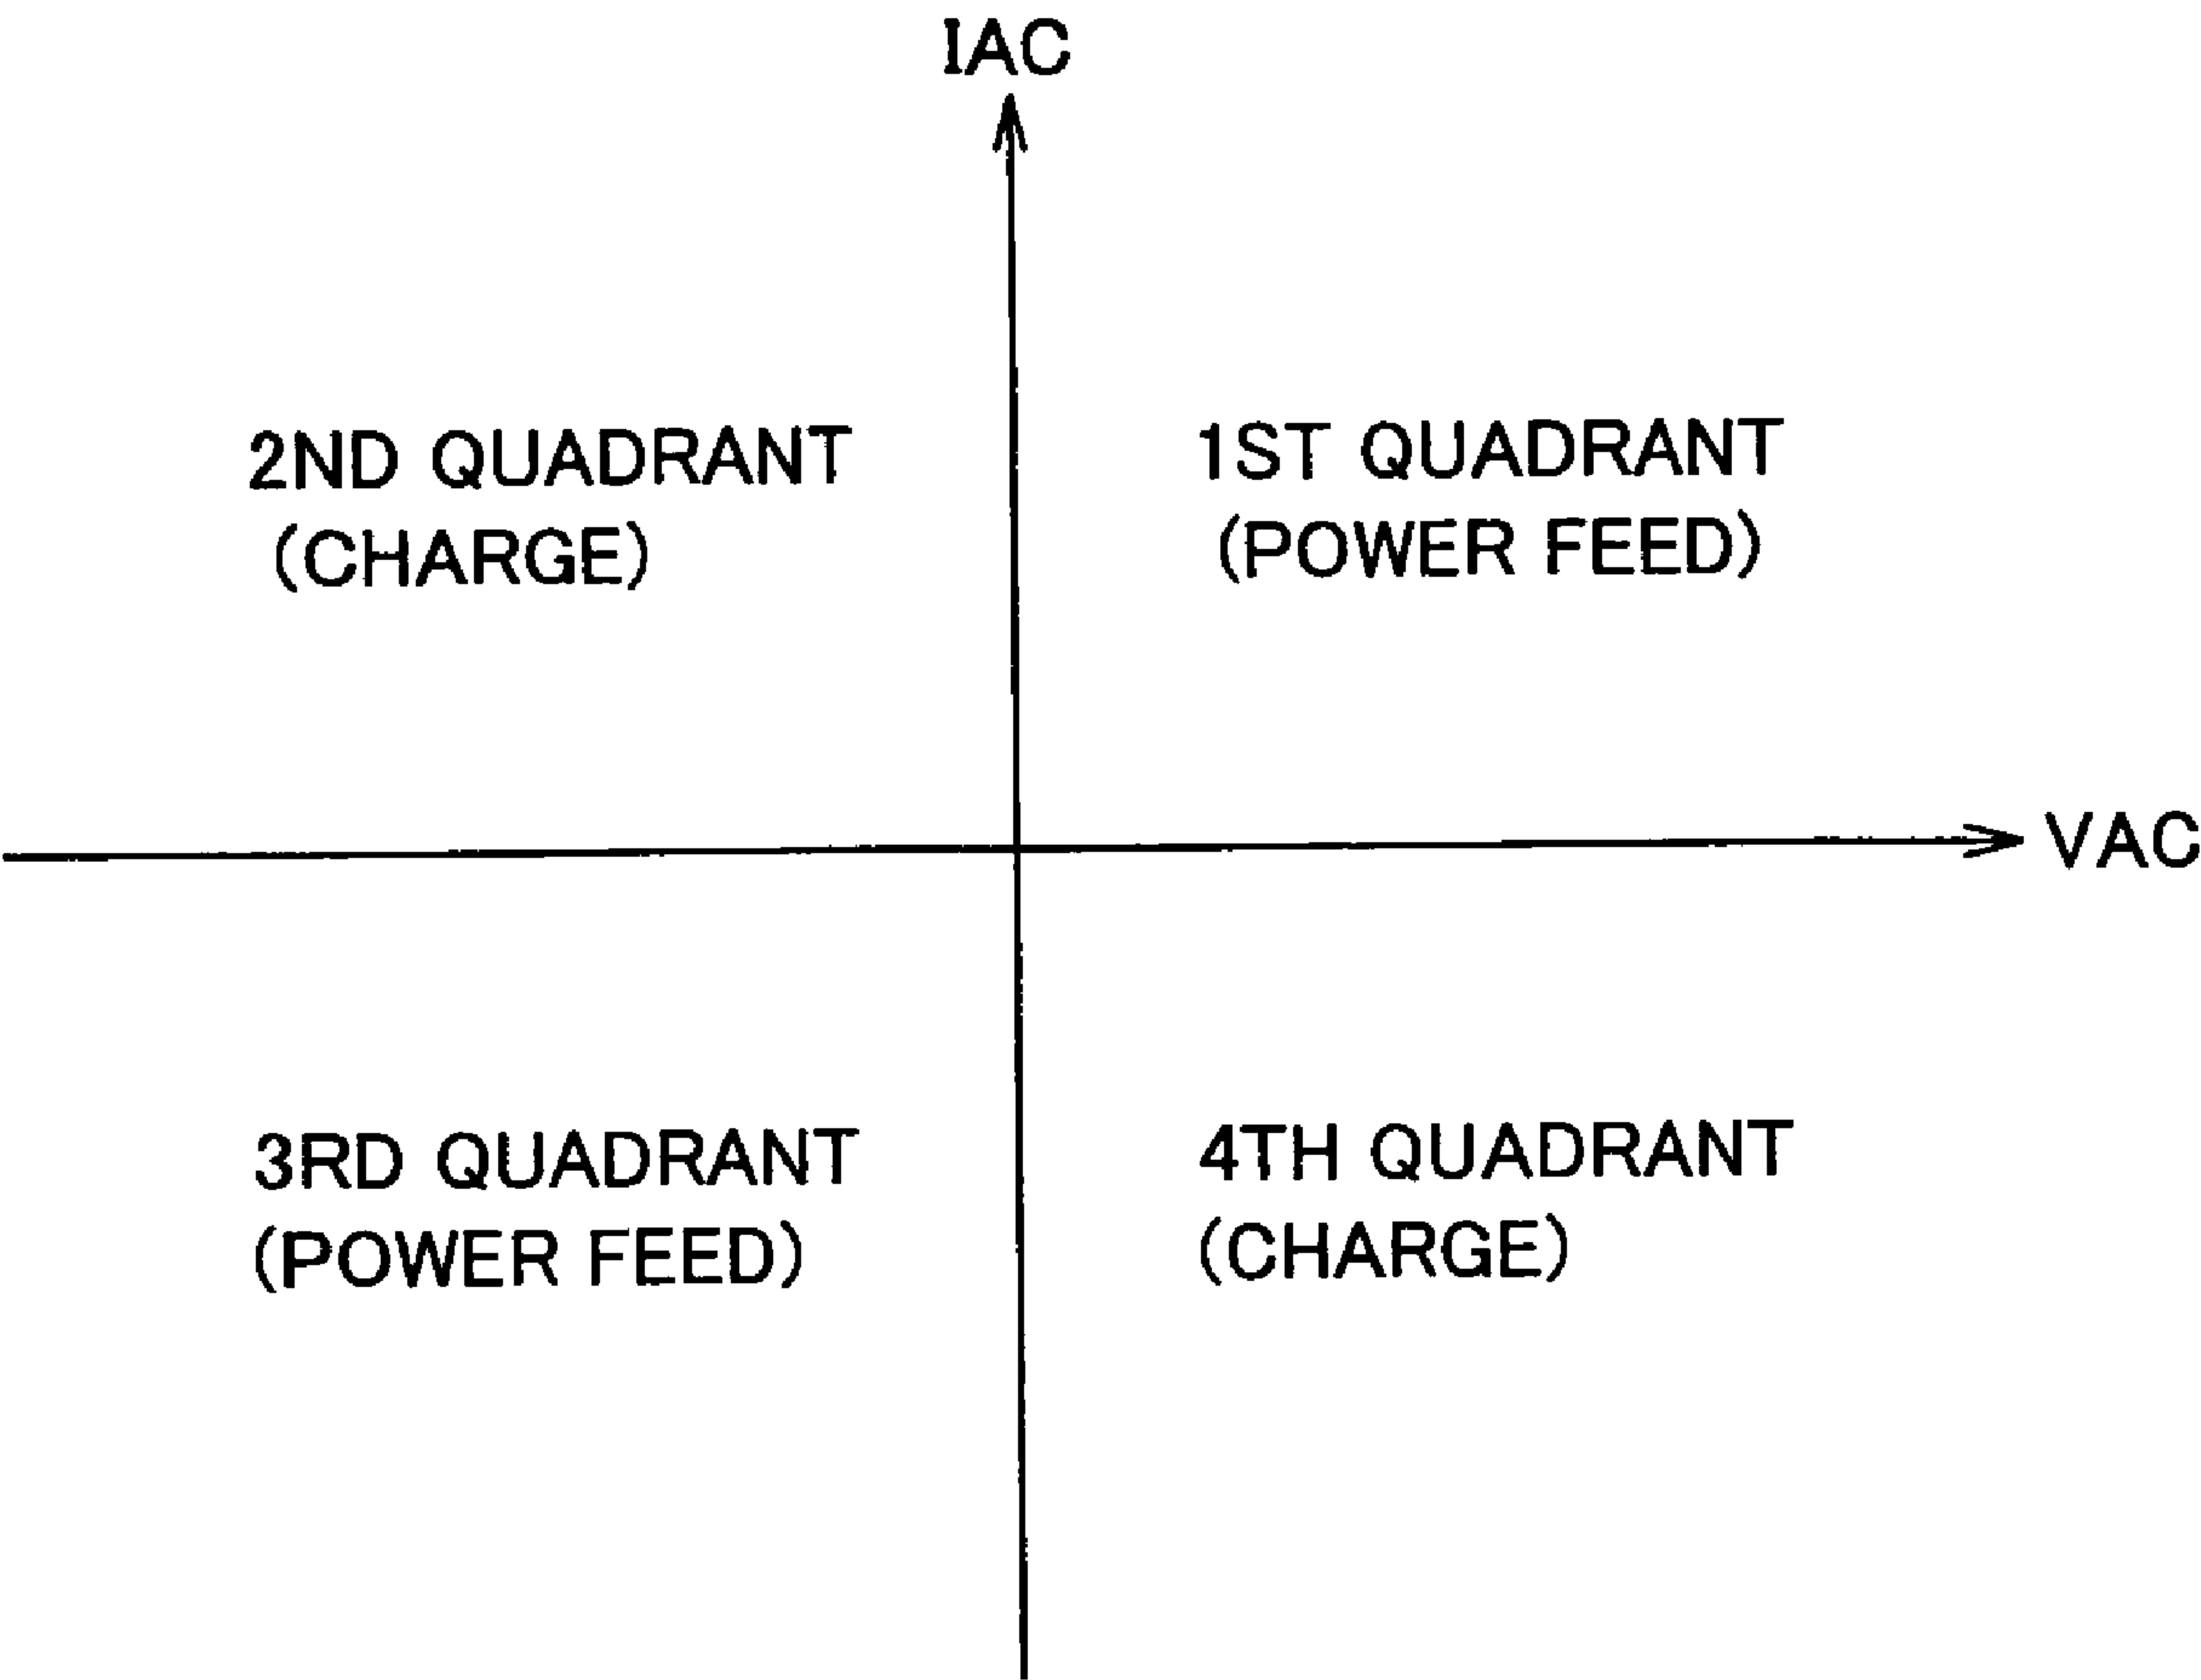 IAC
2ND QUADRANT
(CHARGE)
1ST QUADRANT
(POWER FEED)
VAC
3RD QUADRANT
(POWER FEED)
4TH QUADRANT
(CHARGE)